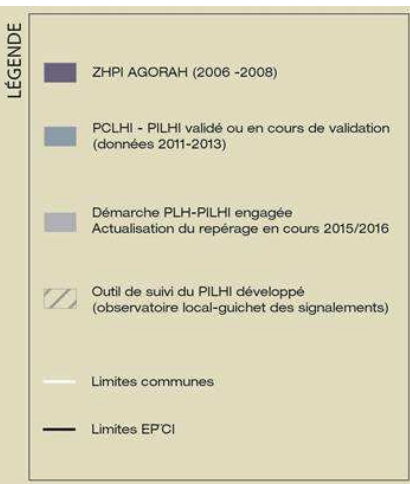 LÉGENDE
ZHPI AGORAH (2006 -2008)
PCLHI - PILHI validé ou en cours de validation
(données 2011-2013)
Démarche PLH-PILHI engagée
Actualisation du repérage en cours 2015/2016
Outil de suivi du PILHI développé
(observatoire local-guichet des signalements)
Limites communes
Limites EP'CI